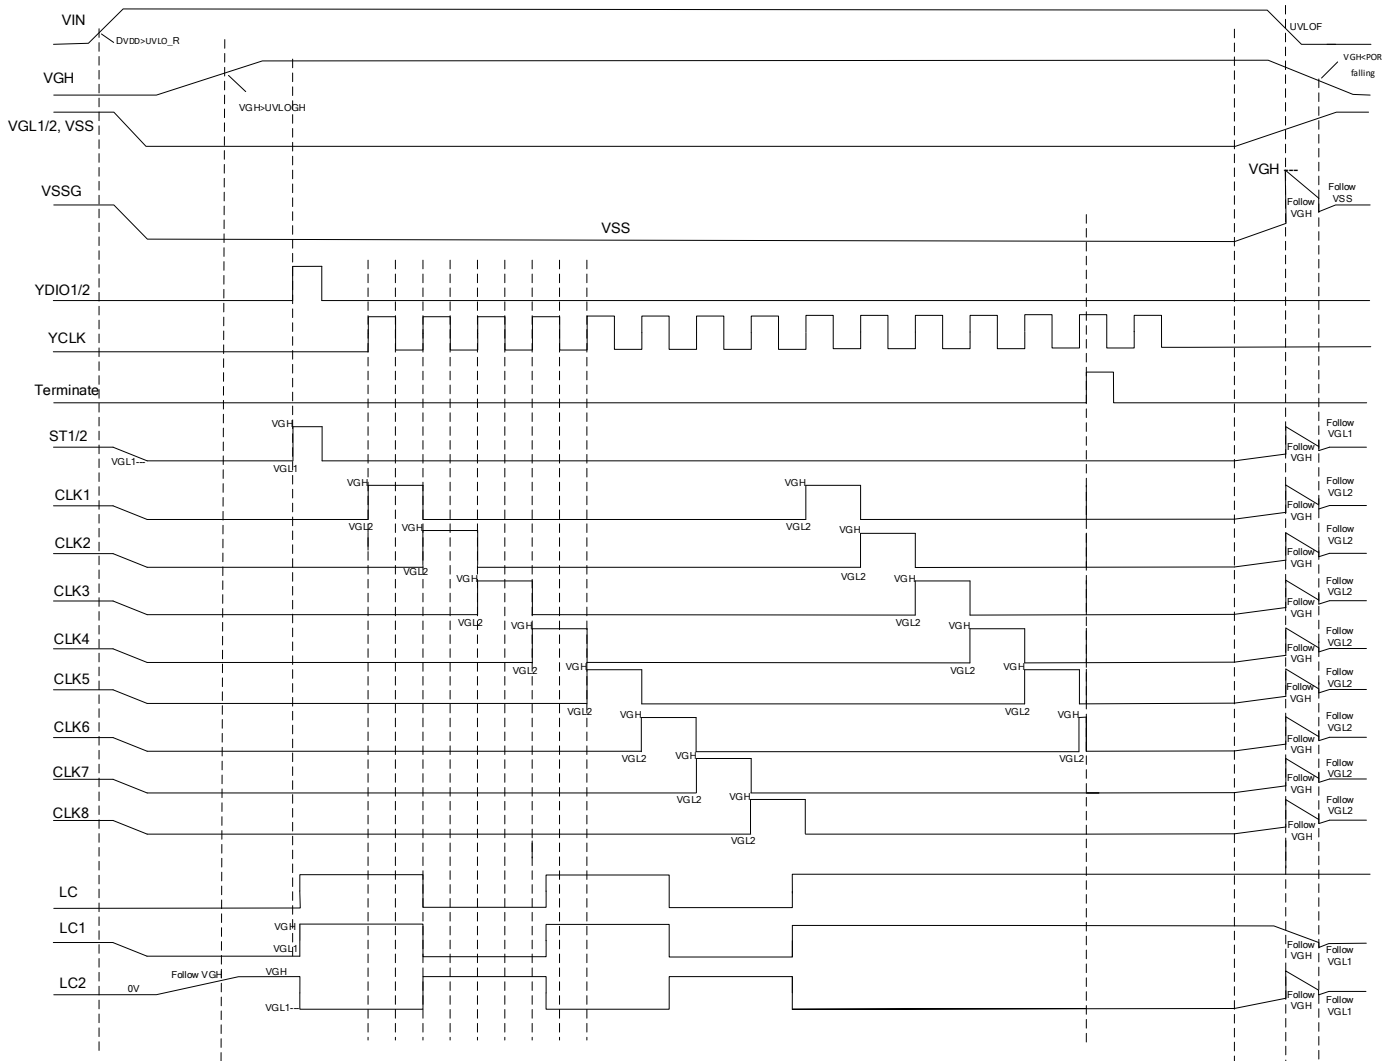 VIN
DVDD>UVLO_R
UVLOF
VGH
VGH>UVLOGH
VGH<POR
falling
VGL1/2, VSS
VSSG
VSS
VGH ---
Follow
VGH
Follow
VSS
YDIO1/2
YCLK
Terminate
ST1/2
VGL1---
VGH
VGL1
Follow
VGH
Follow
VGL1
CLK1
VGH
VGL2
VGH
VGL2
Follow
VGH
Follow
VGL2
CLK2
VGH
VGL2
VGH
VGL2
Follow
VGH
Follow
VGL2
CLK3
VGH
VGL2
VGH
VGL2
Follow
VGH
Follow
VGL2
CLK4
VGH
VGL2
VGH
VGL2
Follow
VGH
Follow
VGL2
CLK5
VGH
VGL2
VGH
VGL2
Follow
VGH
Follow
VGL2
CLK6
VGH
VGL2
VGH
VGL2
Follow
VGH
Follow
VGL2
CLK7
VGH
VGL2
Follow
VGH
Follow
VGL2
CLK8
VGH
VGL2
Follow
VGH
Follow
VGL2
LC
LC1
VGH
VGL1
Follow
VGH
Follow
VGL1
LC2
0V
Follow VGH
VGH
VGL1---
Follow
VGH
Follow
VGL1